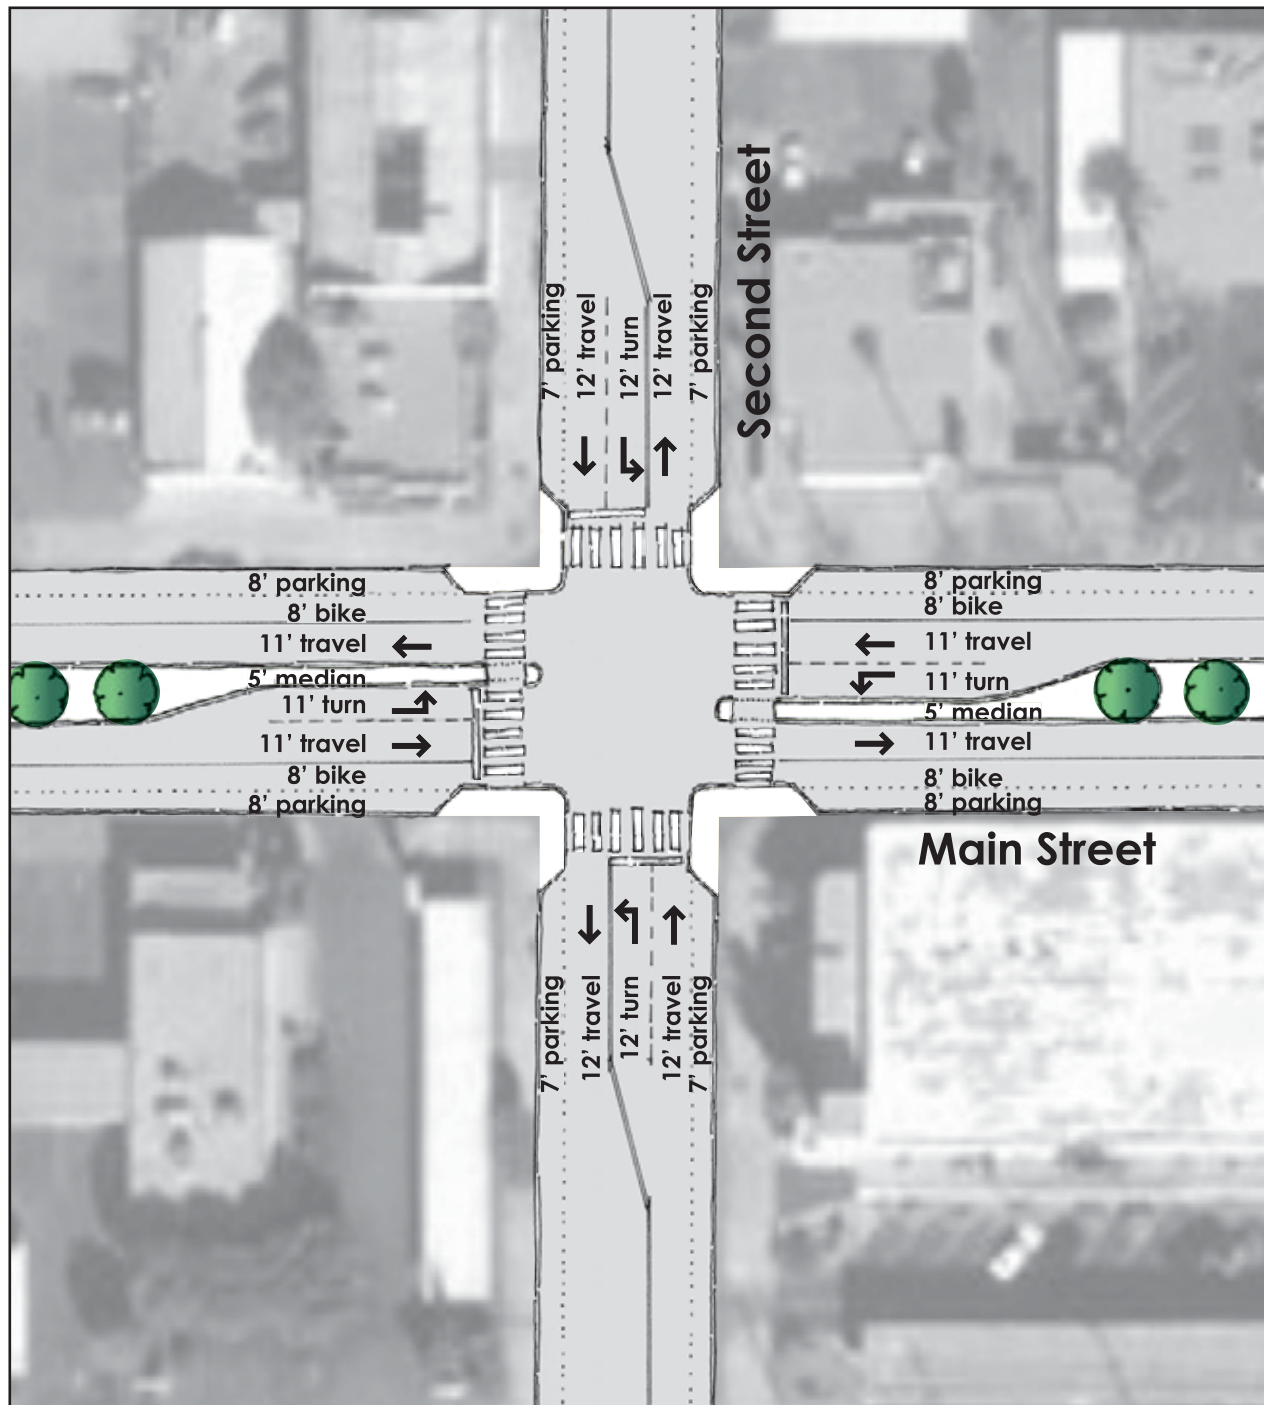 Second Street
7’ parking
12’ travel
12’ turn
12’ travel
7’ parking
8’ parking
8’ bike
11’ travel
5’ median
11’ turn
11’ travel
8’ bike
8’ parking
8’ parking
8’ bike
11’ travel
11’ turn
5’ median
11’ travel
8’ bike
8’ parking
Main Street
7’ parking
12’ travel
12’ turn
12’ travel
7’ parking